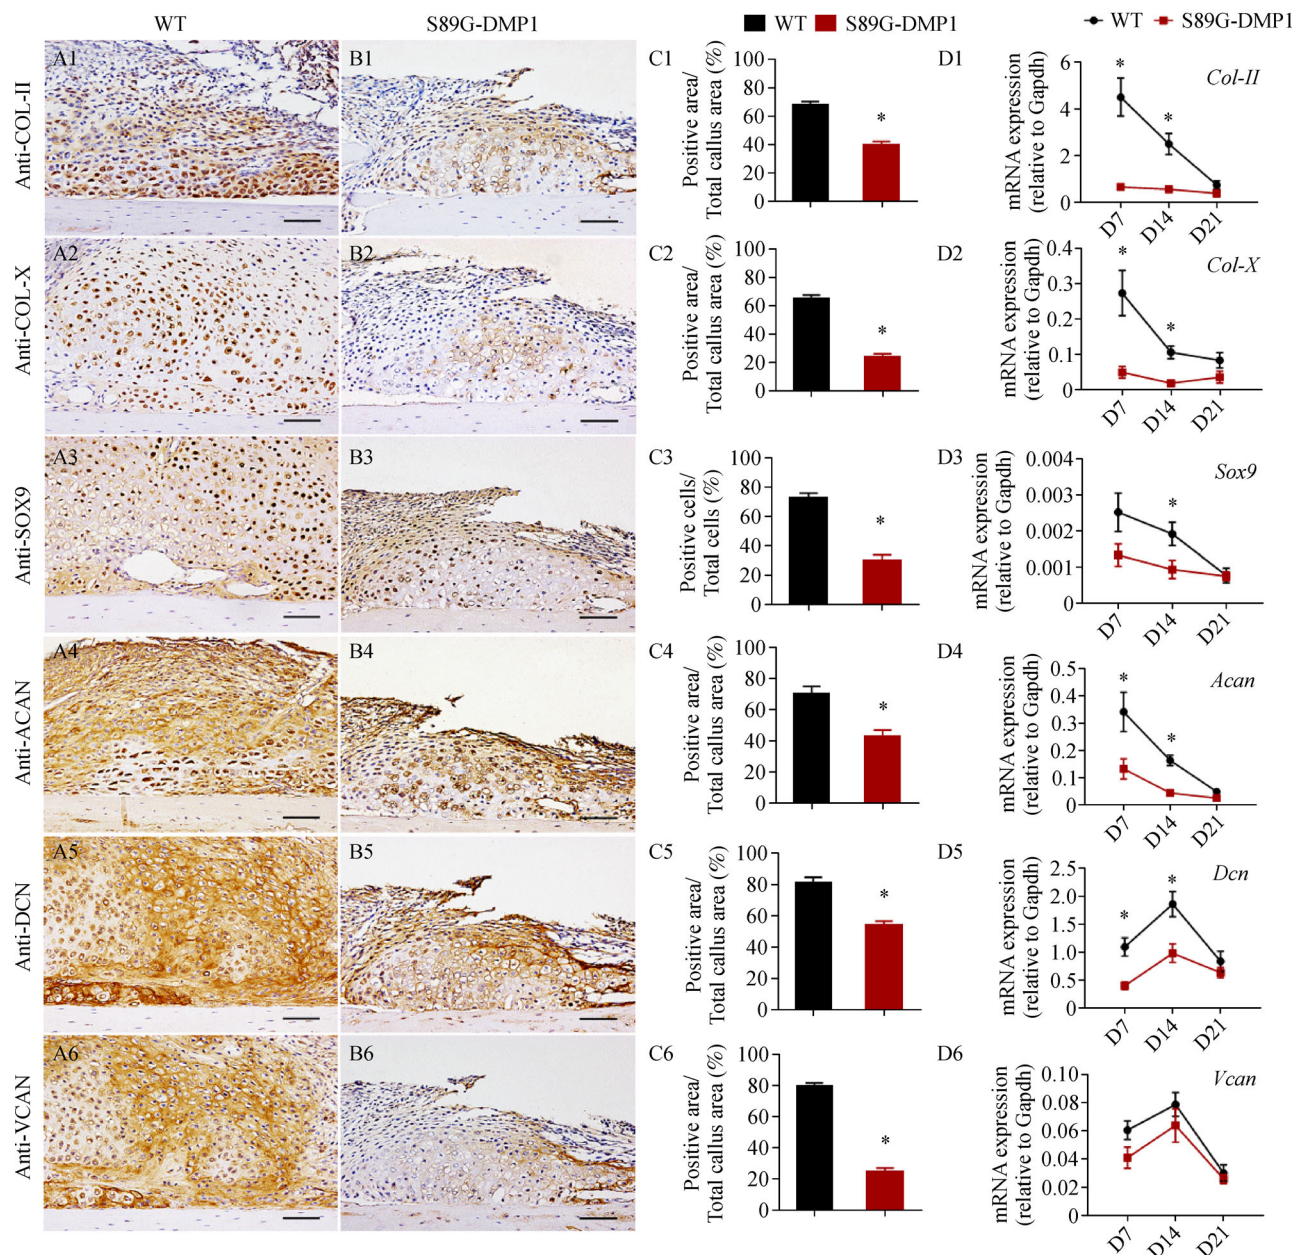 WT
S89G-DMP1
WT
S89G-DMP1
WT
S89G-DMP1
Anti-COL-II
A1
B1
C1
Positive area/
Total callus area (%)
80
60
40
20
0
100
*
D1
mRNA expression
(relative to Gapdh)
6
4
2
0
*
*
Col-II
D7
D14
D21
Anti-COL-X
A2
B2
C2
Positive area/
Total callus area (%)
100
80
60
40
20
0
*
D2
mRNA expression
(relative to Gapdh)
0.4
0.3
0.2
0.1
0
*
*
Col-X
D7
D14
D21
Anti-SOX9
A3
B3
C3
Positive cells/
Total cells (%)
100
80
60
40
20
0
*
D3
mRNA expression
(relative to Gapdh)
0.004
0.003
0.002
0.001
0
*
Sox9
D7
D14
D21
Anti-ACAN
A4
B4
C4
Positive area/
Total callus area (%)
100
80
60
40
20
0
*
D4
mRNA expression
(relative to Gapdh)
0.5
0.4
0.3
0.2
0.1
0
*
*
Acan
D7
D14
D21
Anti-DCN
A5
B5
C5
Positive area/
Total callus area (%)
100
80
60
40
20
0
*
D5
mRNA expression
(relative to Gapdh)
2.5
2.0
1.5
1.0
0.5
0
*
*
Dcn
D7
D14
D21
Anti-VCAN
A6
B6
C6
Positive area/
Total callus area (%)
100
80
60
40
20
0
*
D6
mRNA expression
(relative to Gapdh)
0.10
0.08
0.06
0.04
0.02
0
Vcan
D7
D14
D21